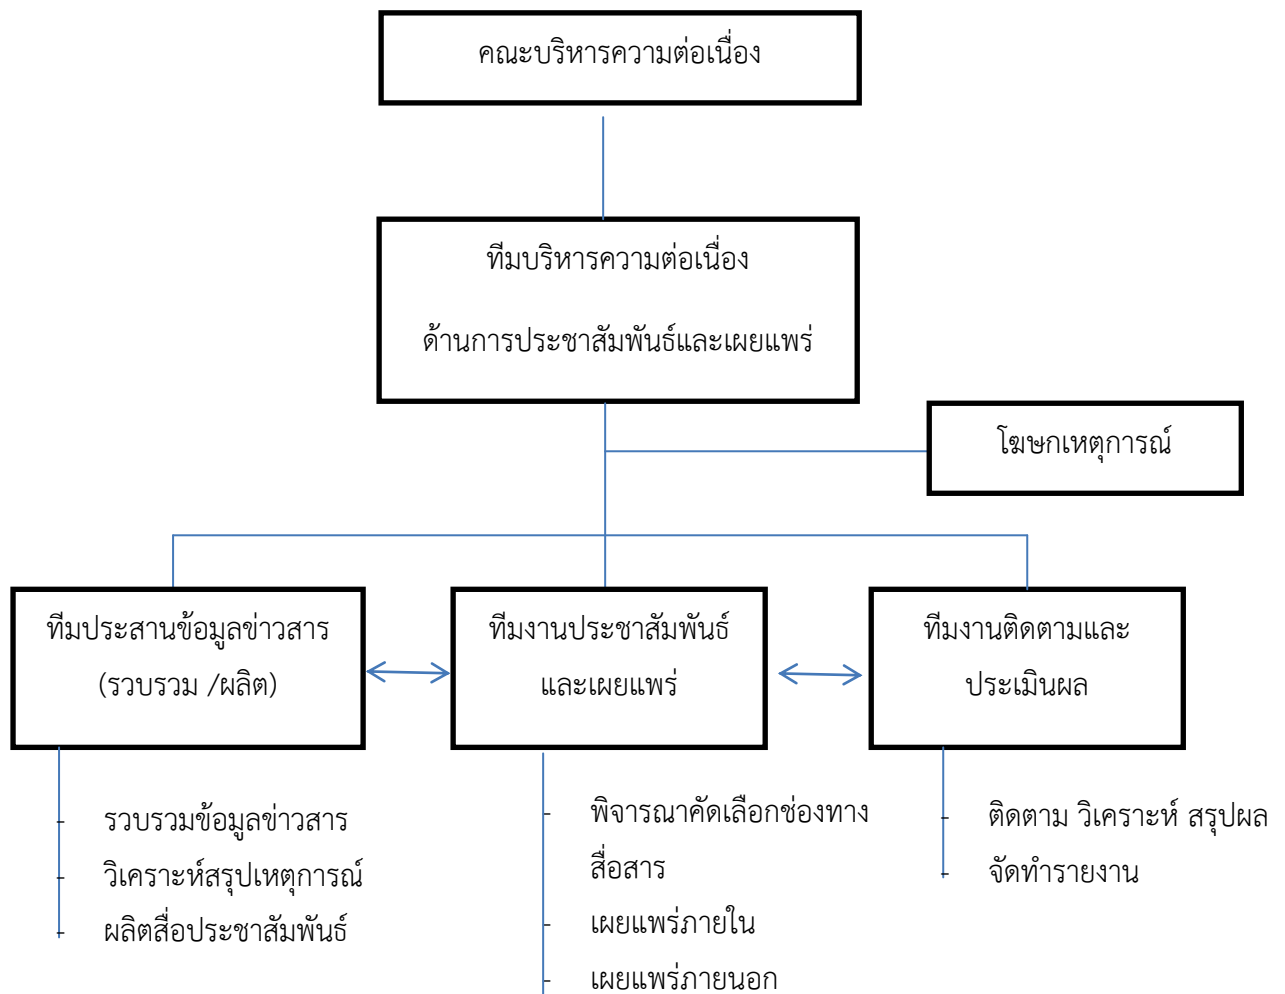 คณะบริหารความต่อเนื่อง
ทีมบริหารความต่อเนื่อง
ด้านการประชาสัมพันธ์และเผยแพร่
โฆษกเหตุการณ์
ทีมประสานข้อมูลข่าวสาร
(รวบรวม /ผลิต)
ทีมงานประชาสัมพันธ์
และเผยแพร่
ทีมงานติดตามและ
ประเมินผล
- รวบรวมข้อมูลข่าวสาร
- วิเคราะห์สรุปเหตุการณ์
- ผลิตสื่อประชาสัมพันธ์
- พิจารณาคัดเลือกช่องทาง
สื่อสาร
- เผยแพร่ภายใน
- เผยแพร่ภายนอก
- ติดตาม วิเคราะห์ สรุปผล
- จัดทำรายงาน